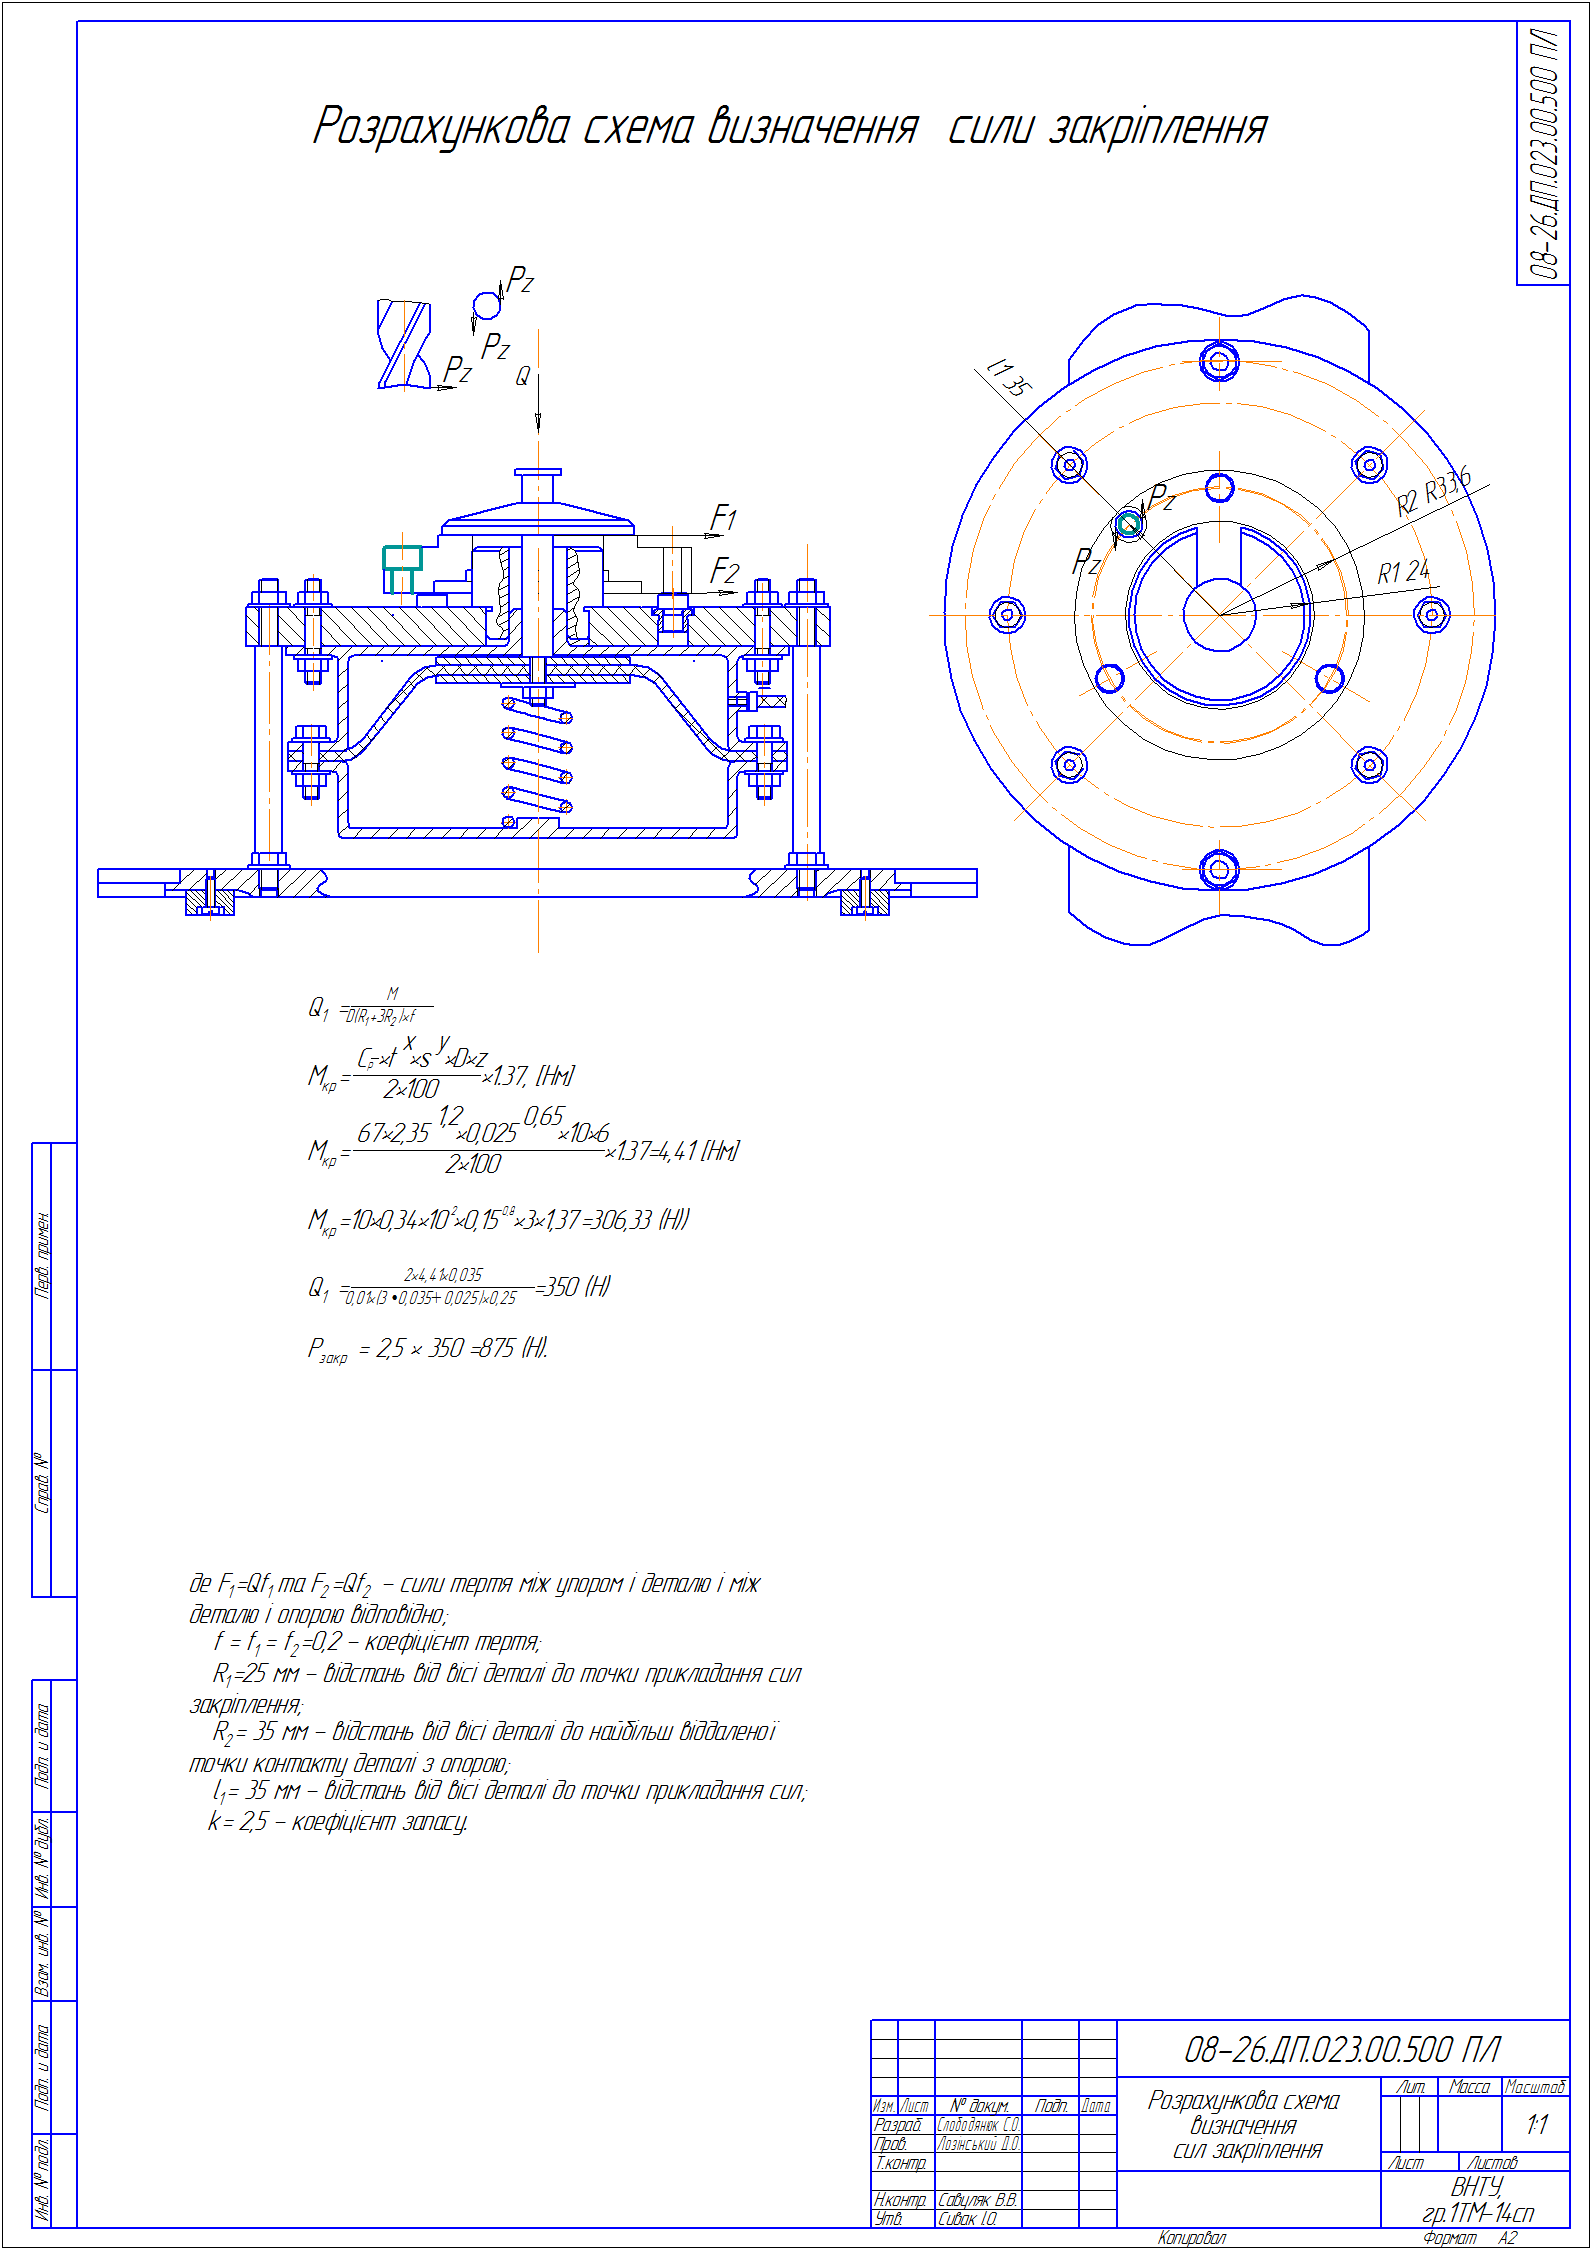 08-26.ДП.023.00.500 ПЛ
Розрахункова схема визначення сили закріплення
Pz
Pz
Pz
Q
F1
F2
l1 35
Pz
Pz
R2 R33,6
R1 24
Q1 = M / D(R1+3R2)×f
Mкр = Cp=×t^x×s^y×D×z / 2×100 ×1.37, [Нм]
Mкр = 67×2,35^1,2×0,025^0,65×10×6 / 2×100 ×1.37=4,41 [Нм]
Mкр =10×0,34×10^2×0,15^0,8×3×1,37=306,33 (Н))
Q1 = 2×4,41×0,035 / 0,01×(3•0,035+ 0,025)×0,25 =350 (Н)
Pзакр = 2,5 × 350 =875 (Н).
де F1=Qf1 та F2=Qf2 – сили тертя між упором і деталю і між
деталю і опорою відповідно;
f = f1 = f2=0,2 – коефіцієнт тертя;
R1=25 мм – відстань від вісі деталі до точки прикладання сил
закріплення;
R2= 35 мм – відстань від вісі деталі до найбільш віддаленої
точки контакту деталі з опорою;
l1= 35 мм – відстань від вісі деталі до точки прикладання сил;
k = 2,5 – коефіцієнт запасу.
Перв. примен.
Справ. №
Подп. и дата
Инв. № дубл.
Взам. инв. №
Подп. и дата
Инв. № подл.
08-26.ДП.023.00.500 ПЛ
Изм. Лист № докум. Подп. Дата
Разраб. Слободянюк С.О.
Пров. Лозінський Д.О.
Т.контр.
Н.контр. Савуляк В.В.
Утв. Сивак І.О.
Розрахункова схема
визначення
сил закріплення
Лит. Масса Масштаб
1:1
Лист Листов
ВНТУ,
гр.1ТМ-14сп
Копировал Формат А2